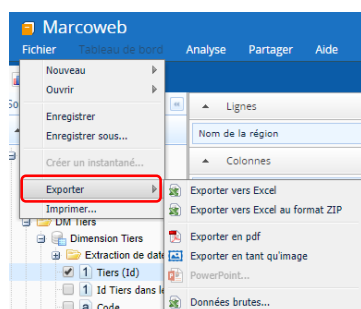 Marcoweb
Fichier Tableau de bord Analyse Partager Aide
Nouveau
Ouvrir
Enregistrer
Enregistrer sous...
Créer un instantané...
Exporter
Imprimer...
Lignes
Nom de la région
Colonnes
Exporter vers Excel
Exporter vers Excel au format ZIP
Exporter en pdf
Exporter en tant qu'image
PowerPoint...
Données brutes...
DM Tiers
Dimension Tiers
Extraction de
1 Tiers (Id)
1 Id Tiers dans
a Code